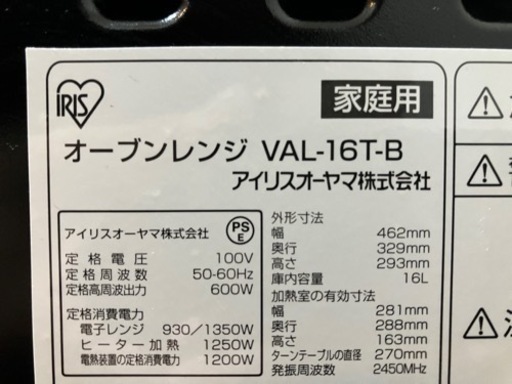 IRIS
家庭用
オーブンレンジ VAL-16T-B
アイリスオーヤマ株式会社
アイリスオーヤマ株式会社 PSE
定格電圧 100V
定格周波数 50-60Hz
定格高周波出力 600W
定格消費電力
電子レンジ 930/1350W
ヒーター加熱 1250W
電熱装置の定格消費電力 1200W
外形寸法
幅 462mm
奥行 329mm
高さ 293mm
庫内容量 16L
加熱室の有効寸法
幅 281mm
奥行 288mm
高さ 163mm
ターンテーブルの直径 270mm
発振周波数 2450MHz